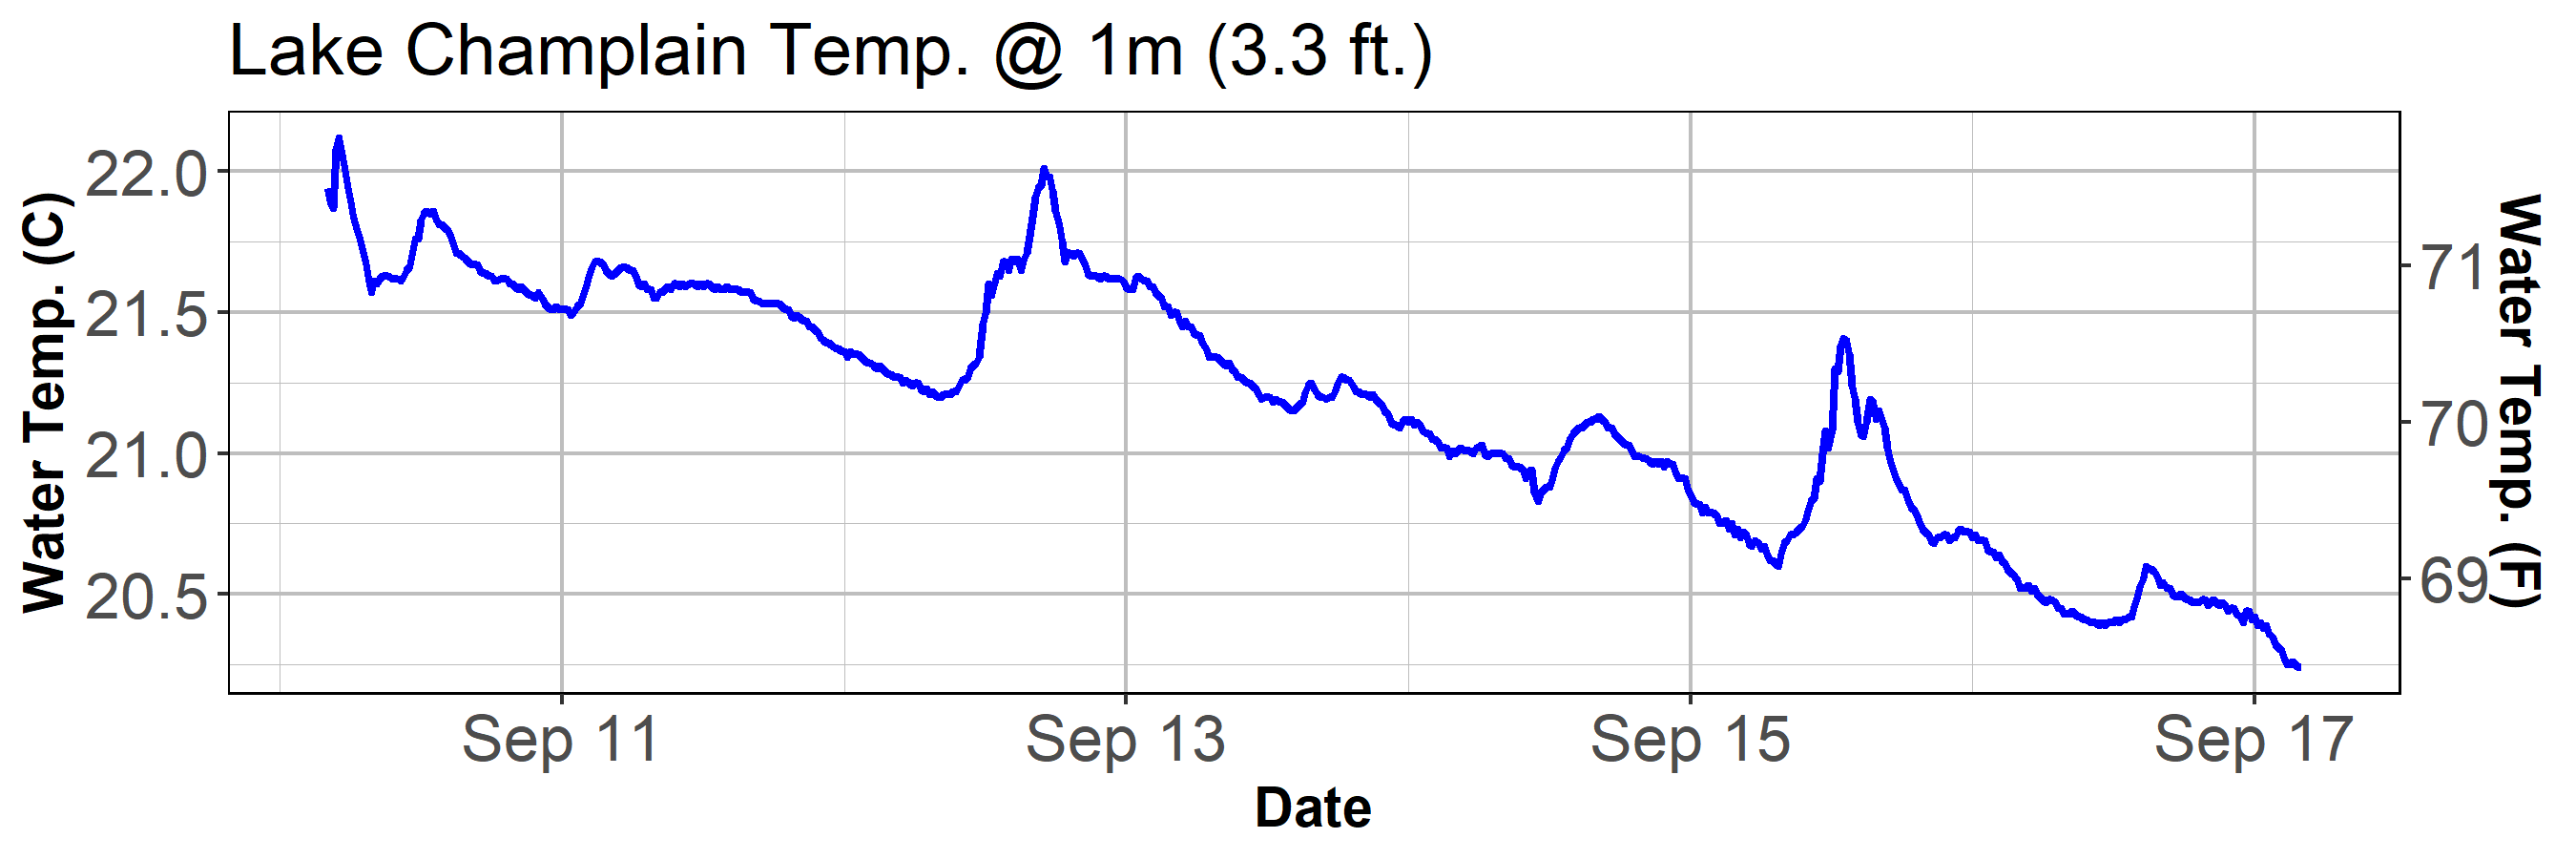 Lake Champlain Temp. @ 1m (3.3 ft.)
Water Temp. (C)
22.0
21.5
21.0
20.5
71
70
69
Water Temp. (F)
Sep 11
Sep 13
Sep 15
Sep 17
Date